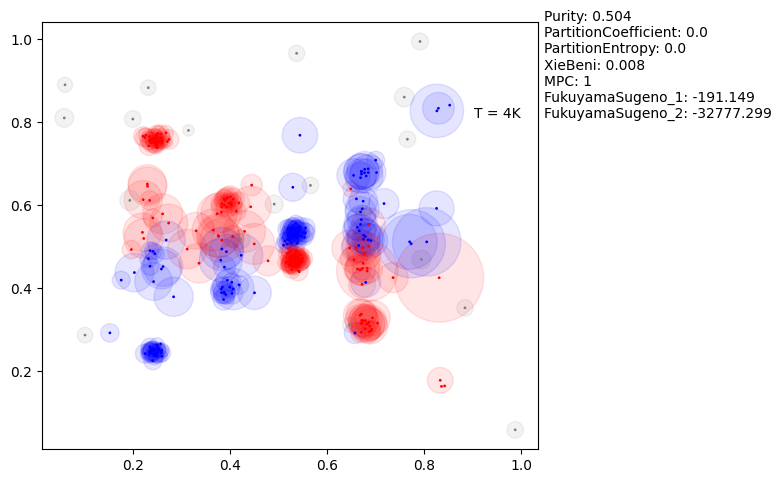 Purity: 0.504
PartitionCoefficient: 0.0
PartitionEntropy: 0.0
XieBeni: 0.008
MPC: 1
FukuyamaSugeno_1: -191.149
FukuyamaSugeno_2: -32777.299
T = 4K
1.0
0.8
0.6
0.4
0.2
0.2 0.4 0.6 0.8 1.0